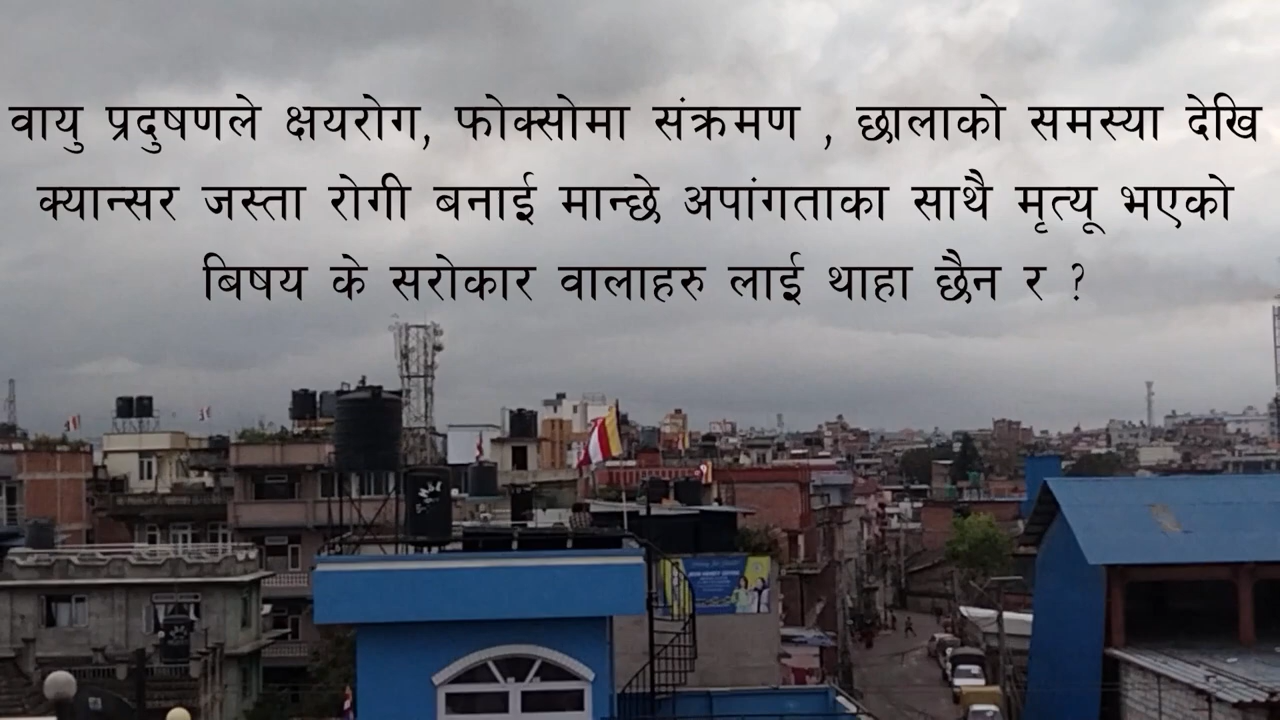 वायु प्रदुषणले क्षयरोग, फोक्सोमा संक्रमण , छालाको समस्या देखि
क्यान्सर जस्ता रोगी बनाई मान्छे अपांगताका साथै मृत्यू भएको
बिषय के सरोकार वालाहरु लाई थाहा छैन र ?